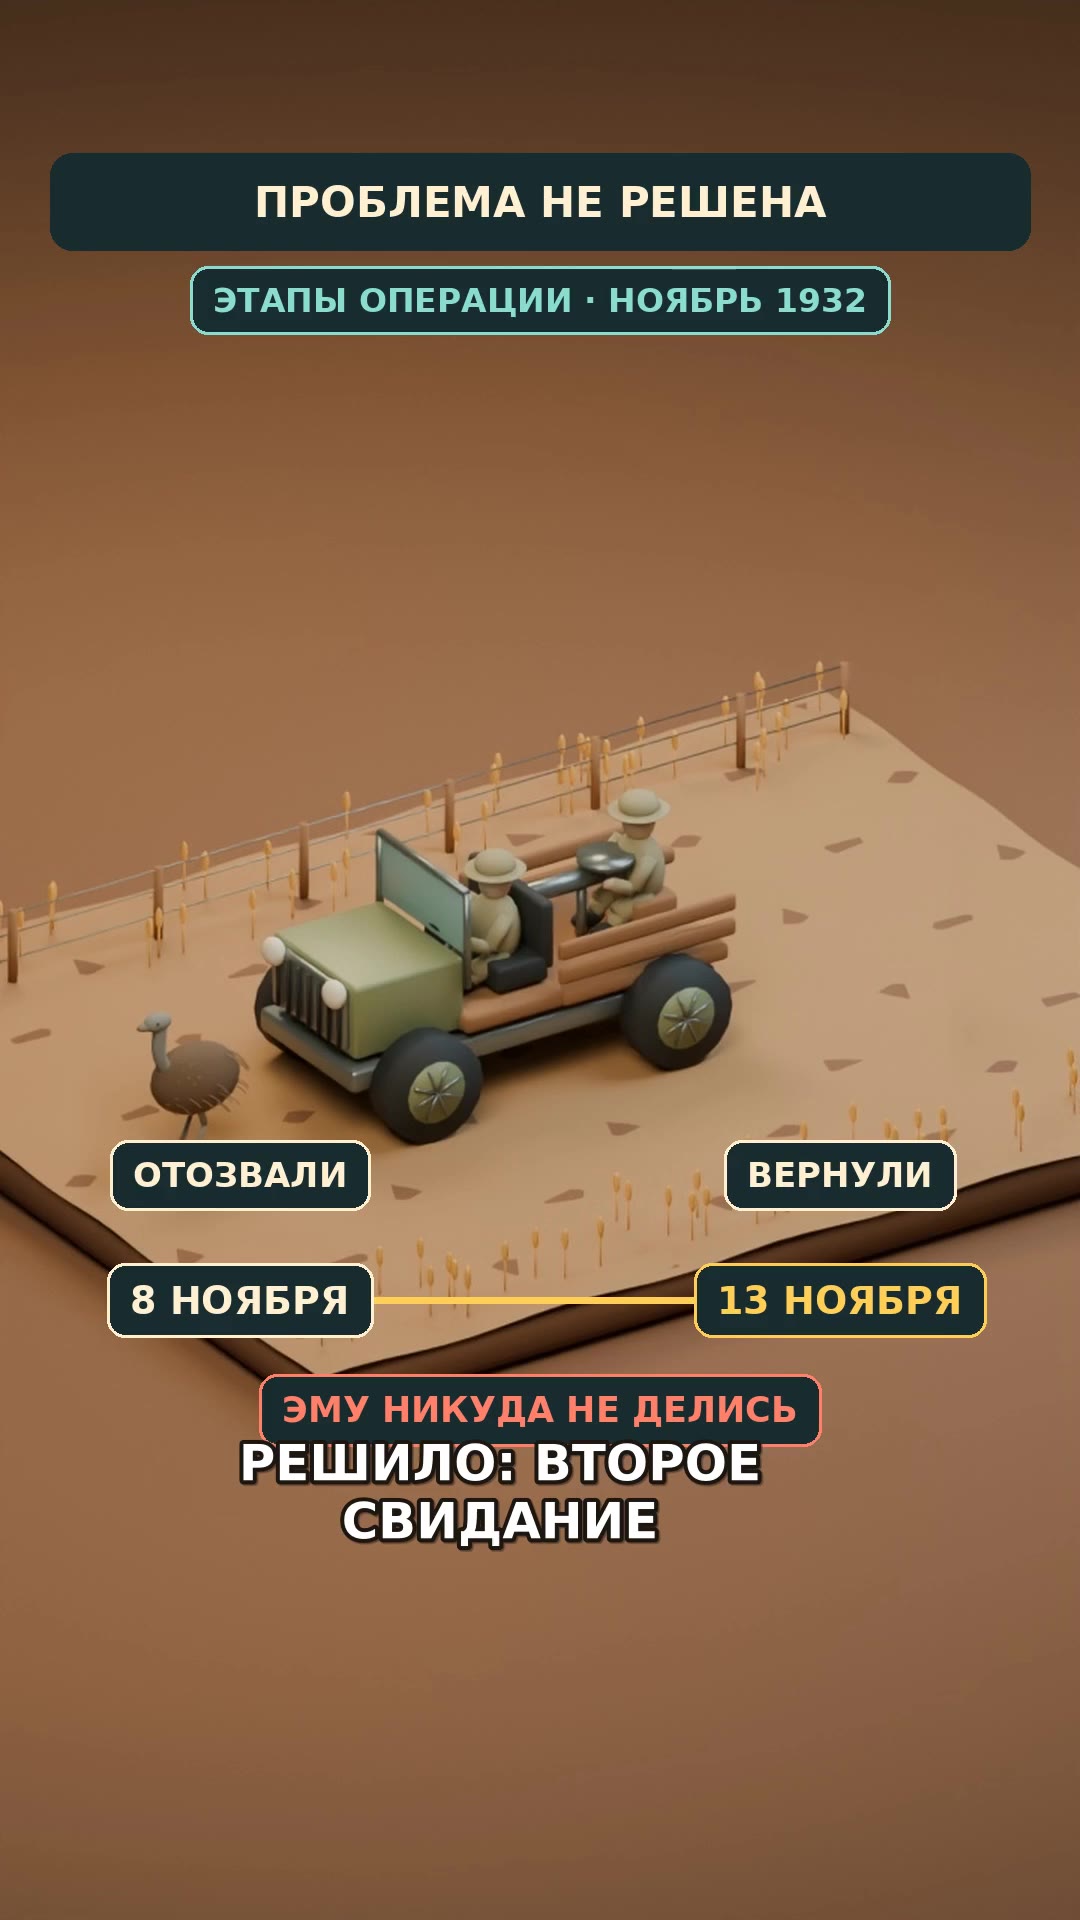 ПРОБЛЕМА НЕ РЕШЕНА
ЭТАПЫ ОПЕРАЦИИ · НОЯБРЬ 1932
ОТОЗВАЛИ
ВЕРНУЛИ
8 НОЯБРЯ
13 НОЯБРЯ
ЭМУ НИКУДА НЕ ДЕЛИСЬ
РЕШИЛО: ВТОРОЕ
СВИДАНИЕ